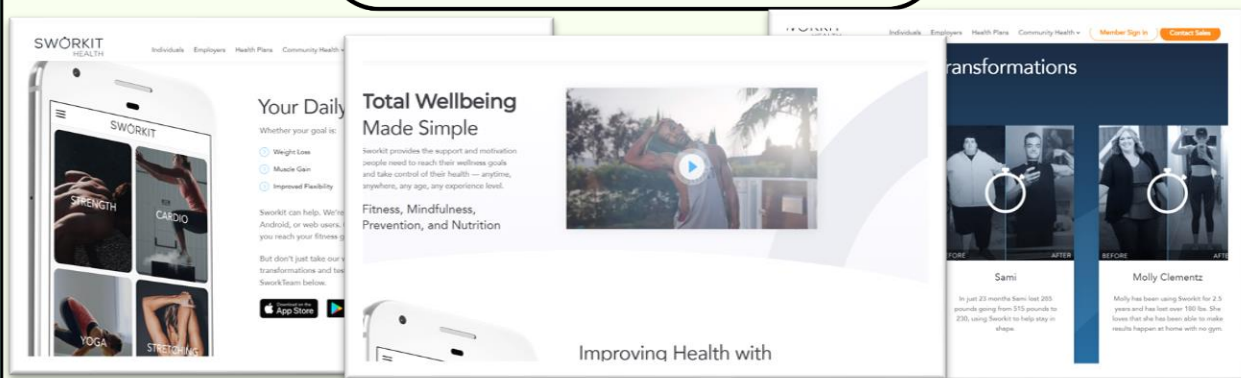 SWORKIT
HEALTH
Individuals Employers Health Plans Community Health
SWORKIT
STRENGTH
CARDIO
YOGA
STRETCHING
Your Daily
Whether your goal is:
Weight Loss
Muscle Gain
Improved Flexibility
Sworkit can help. We're
Android, or web users.
you reach your fitness g
But don't just take our w
transformations and tes
SworkTeam below.
Download on the
App Store
Total Wellbeing
Made Simple
Sworkit provides the support and motivation
people need to reach their wellness goals
and take control of their health — anytime,
anywhere, any age, any experience level.
Fitness, Mindfulness,
Prevention, and Nutrition
Improving Health with
Individuals Employers Health Plans Community Health Member Sign in Contact Sales
ransformations
BEFORE AFTER
Sami
In just 23 months Sami lost 285
pounds going from 515 pounds to
230, using Sworkit to help stay in
shape.
BEFORE AFTE
Molly Clementz
Molly has been using Sworkit for 2.5
years and has lost over 100 lbs. She
loves that she has been able to make
results happen at home with no gym.